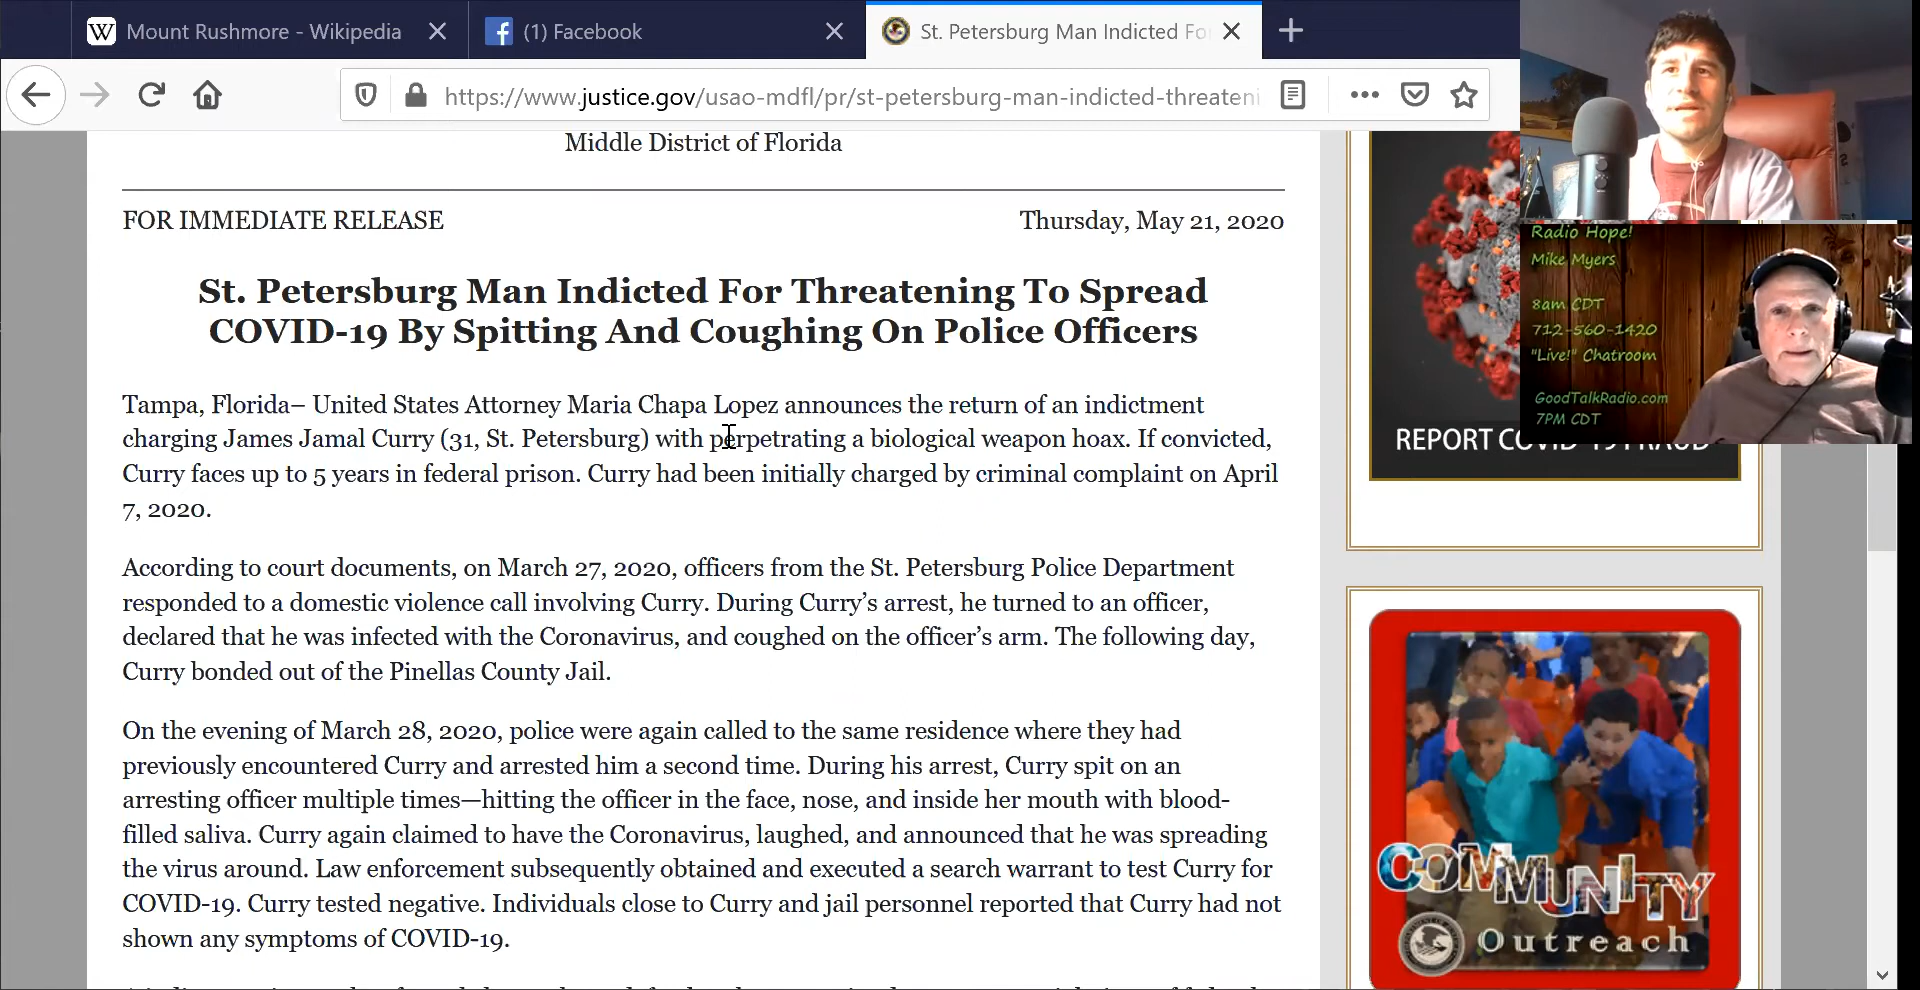 Mount Rushmore - Wikipedia
(1) Facebook
St. Petersburg Man Indicted Fo
https://www.justice.gov/usao-mdfl/pr/st-petersburg-man-indicted-threateni
Middle District of Florida
FOR IMMEDIATE RELEASE
Thursday, May 21, 2020
St. Petersburg Man Indicted For Threatening To Spread
COVID-19 By Spitting And Coughing On Police Officers
Tampa, Florida– United States Attorney Maria Chapa Lopez announces the return of an indictment
charging James Jamal Curry (31, St. Petersburg) with perpetrating a biological weapon hoax. If convicted,
Curry faces up to 5 years in federal prison. Curry had been initially charged by criminal complaint on April
7, 2020.
According to court documents, on March 27, 2020, officers from the St. Petersburg Police Department
responded to a domestic violence call involving Curry. During Curry’s arrest, he turned to an officer,
declared that he was infected with the Coronavirus, and coughed on the officer’s arm. The following day,
Curry bonded out of the Pinellas County Jail.
On the evening of March 28, 2020, police were again called to the same residence where they had
previously encountered Curry and arrested him a second time. During his arrest, Curry spit on an
arresting officer multiple times—hitting the officer in the face, nose, and inside her mouth with blood-
filled saliva. Curry again claimed to have the Coronavirus, laughed, and announced that he was spreading
the virus around. Law enforcement subsequently obtained and executed a search warrant to test Curry for
COVID-19. Curry tested negative. Individuals close to Curry and jail personnel reported that Curry had not
shown any symptoms of COVID-19.
Radio Hope!
Mike Myers
8am CDT
712-560-1420
"Live!" Chatroom
GoodTalkRadio.com
7PM CDT
REPORT COVID-19 FRAUD
COMMUNITY
Outreach